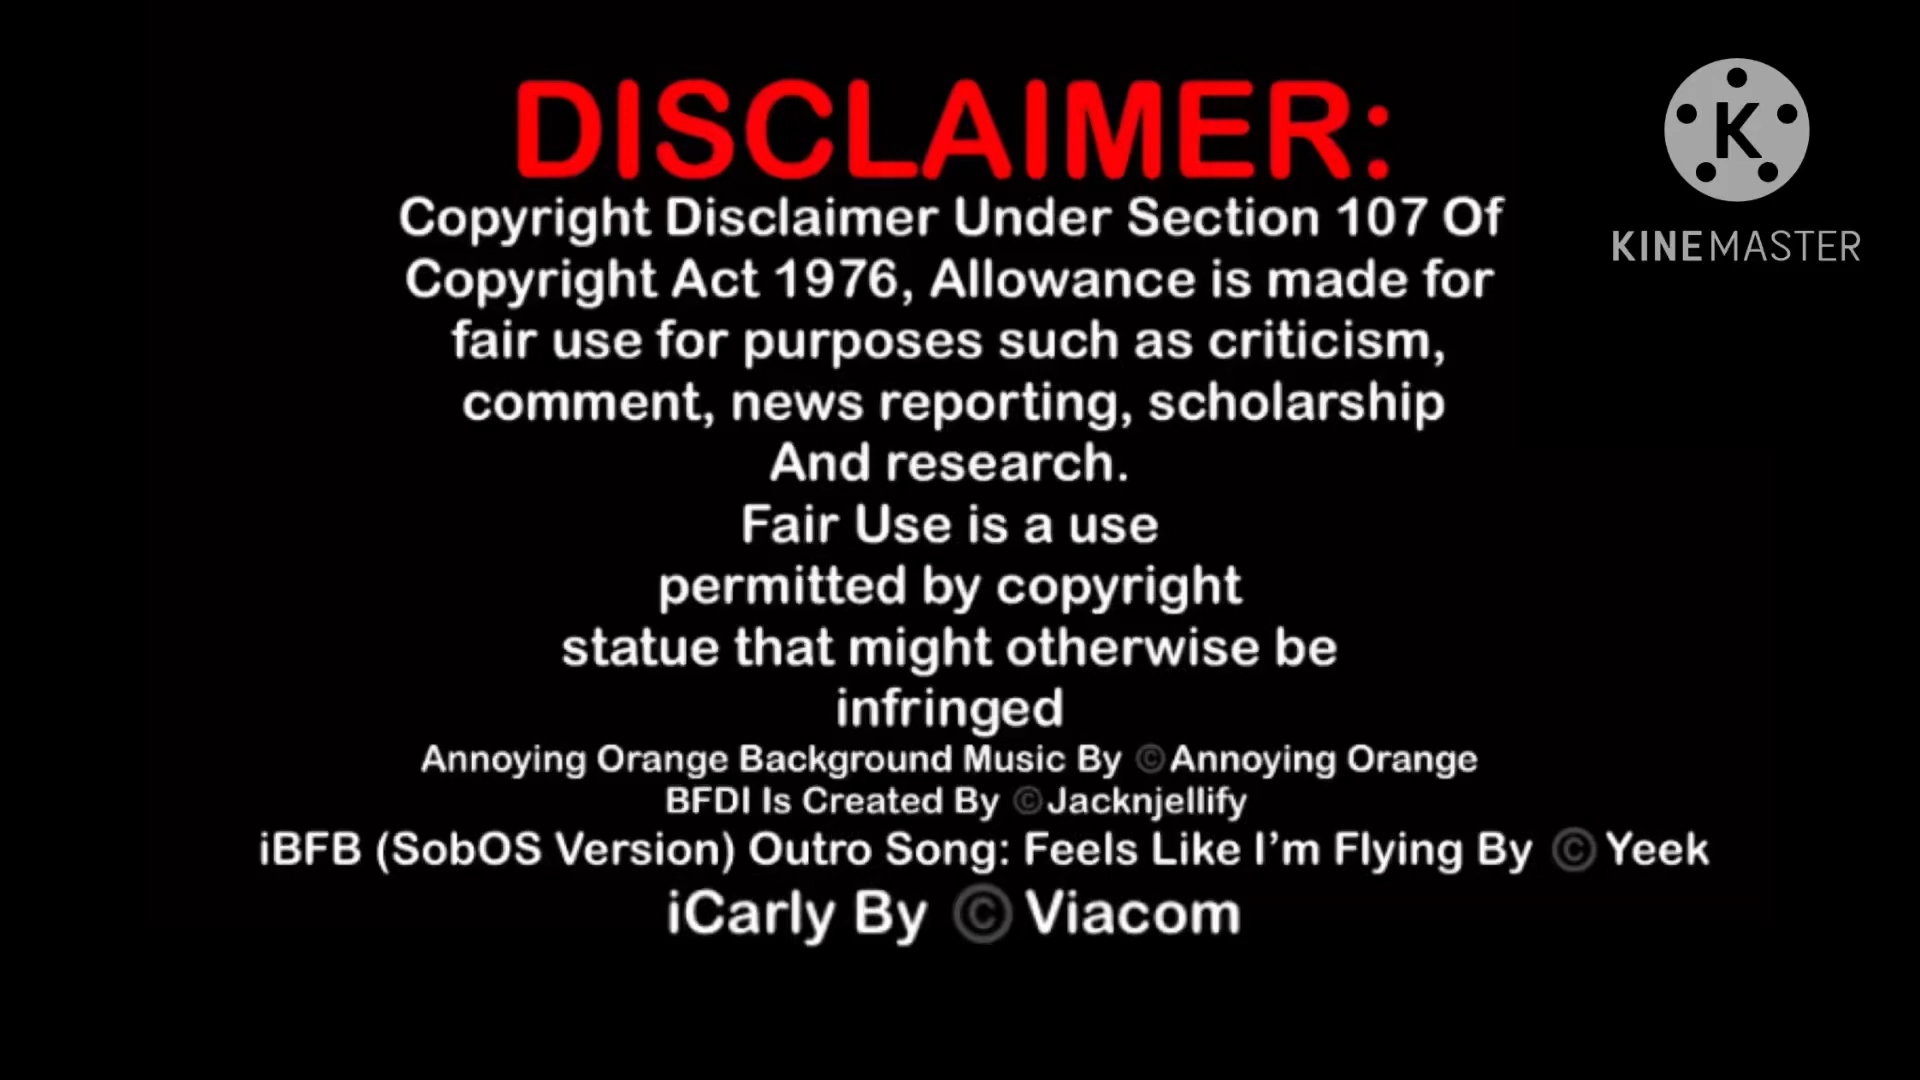 DISCLAIMER:
Copyright Disclaimer Under Section 107 Of
Copyright Act 1976, Allowance is made for
fair use for purposes such as criticism,
comment, news reporting, scholarship
And research.
Fair Use is a use
permitted by copyright
statue that might otherwise be
infringed
Annoying Orange Background Music By ©Annoying Orange
BFDI Is Created By ©Jacknjellify
iBFB (SobOS Version) Outro Song: Feels Like I’m Flying By © Yeek
iCarly By © Viacom
K
KINEMASTER